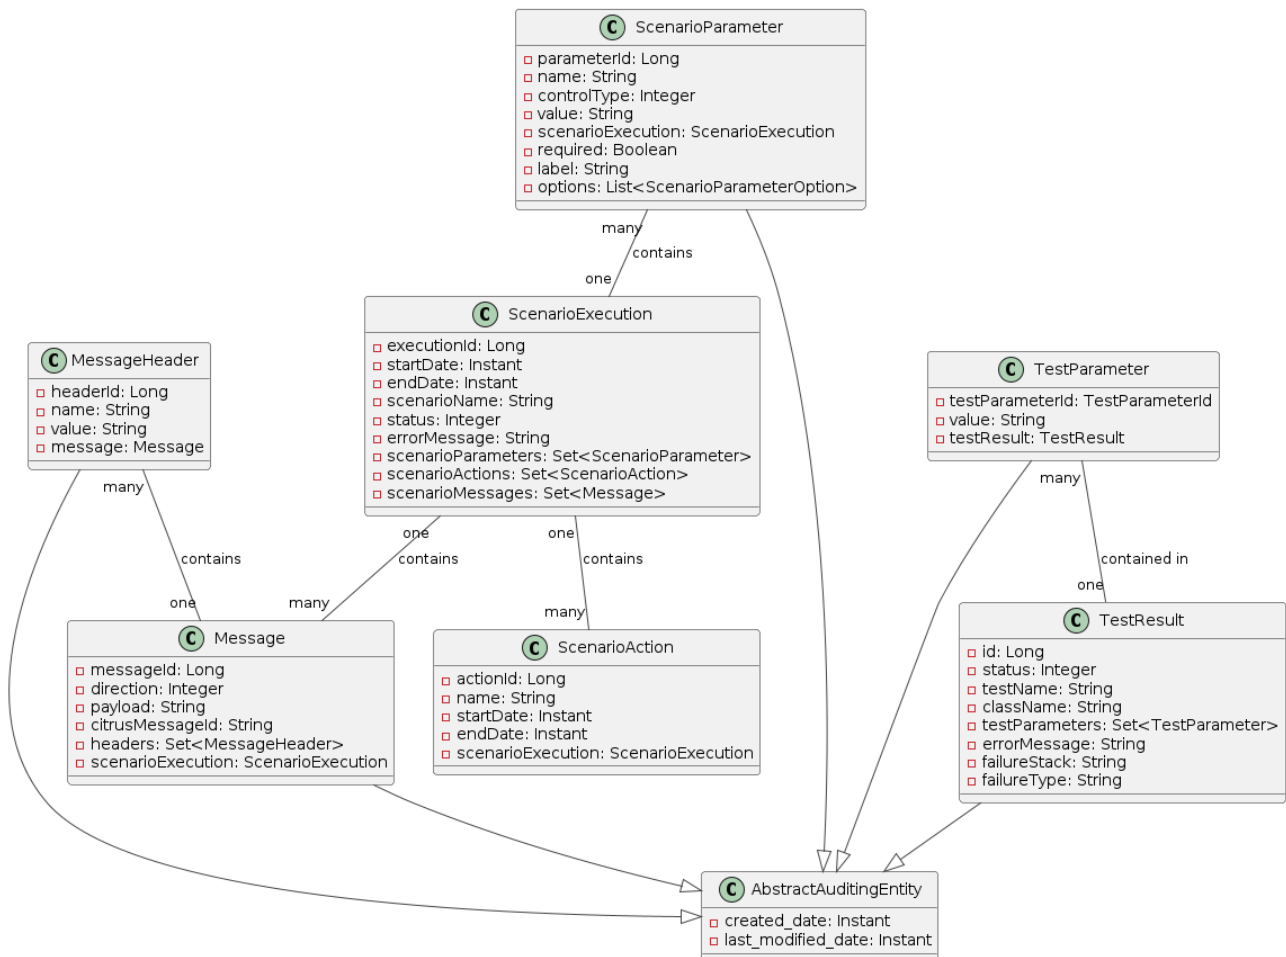 C ScenarioParameter
parameterId: Long
name: String
controlType: Integer
value: String
scenarioExecution: ScenarioExecution
required: Boolean
label: String
options: List<ScenarioParameterOption>
many
contains
one
C ScenarioExecution
executionId: Long
startDate: Instant
endDate: Instant
scenarioName: String
status: Integer
errorMessage: String
scenarioParameters: Set<ScenarioParameter>
scenarioActions: Set<ScenarioAction>
scenarioMessages: Set<Message>
C MessageHeader
headerId: Long
name: String
value: String
message: Message
C TestParameter
testParameterId: TestParameterId
value: String
testResult: TestResult
many
contains
one
one
contains
many
one
contains
many
many
contained in
one
C Message
messageId: Long
direction: Integer
payload: String
citrusMessageId: String
headers: Set<MessageHeader>
scenarioExecution: ScenarioExecution
C ScenarioAction
actionId: Long
name: String
startDate: Instant
endDate: Instant
scenarioExecution: ScenarioExecution
C TestResult
id: Long
status: Integer
testName: String
className: String
testParameters: Set<TestParameter>
errorMessage: String
failureStack: String
failureType: String
C AbstractAuditingEntity
created_date: Instant
last_modified_date: Instant